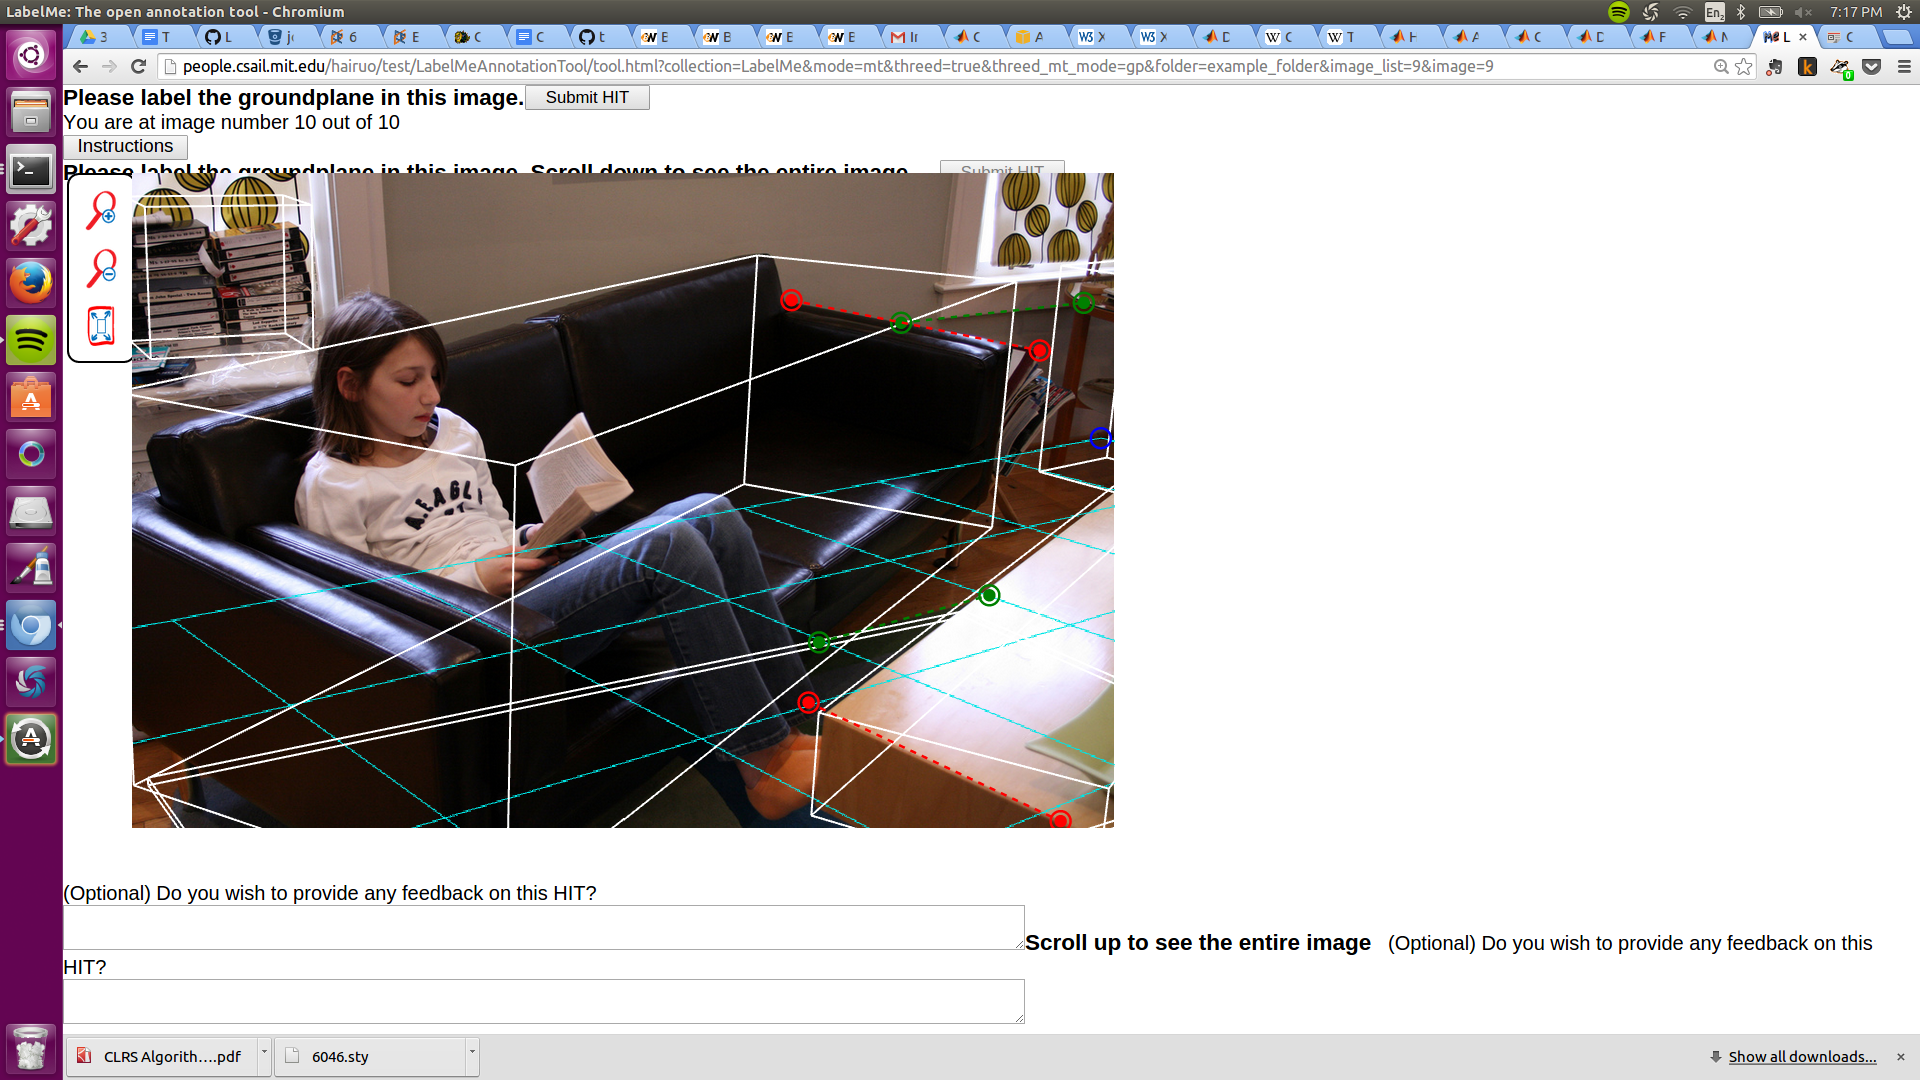 LabelMe: The open annotation tool - Chromium
En₂
7:17 PM
3
T
L
6
E
C
C
t
E
B
E
E
Ir
C
A
X
X
D
C
T
H
A
C
D
F
L
C
people.csail.mit.edu/hairuo/test/LabelMeAnnotationTool/tool.html?collection=LabelMe&mode=mt&threed=true&threed_mt_mode=gp&folder=example_folder&image_list=9&image=9
Please label the groundplane in this image.
Submit HIT
You are at image number 10 out of 10
Instructions
Please label the groundplane in this image. Scroll down to see the entire image.
Submit HIT
(Optional) Do you wish to provide any feedback on this HIT?
Scroll up to see the entire image
(Optional) Do you wish to provide any feedback on this
HIT?
CLRS Algorith….pdf
6046.sty
Show all downloads...